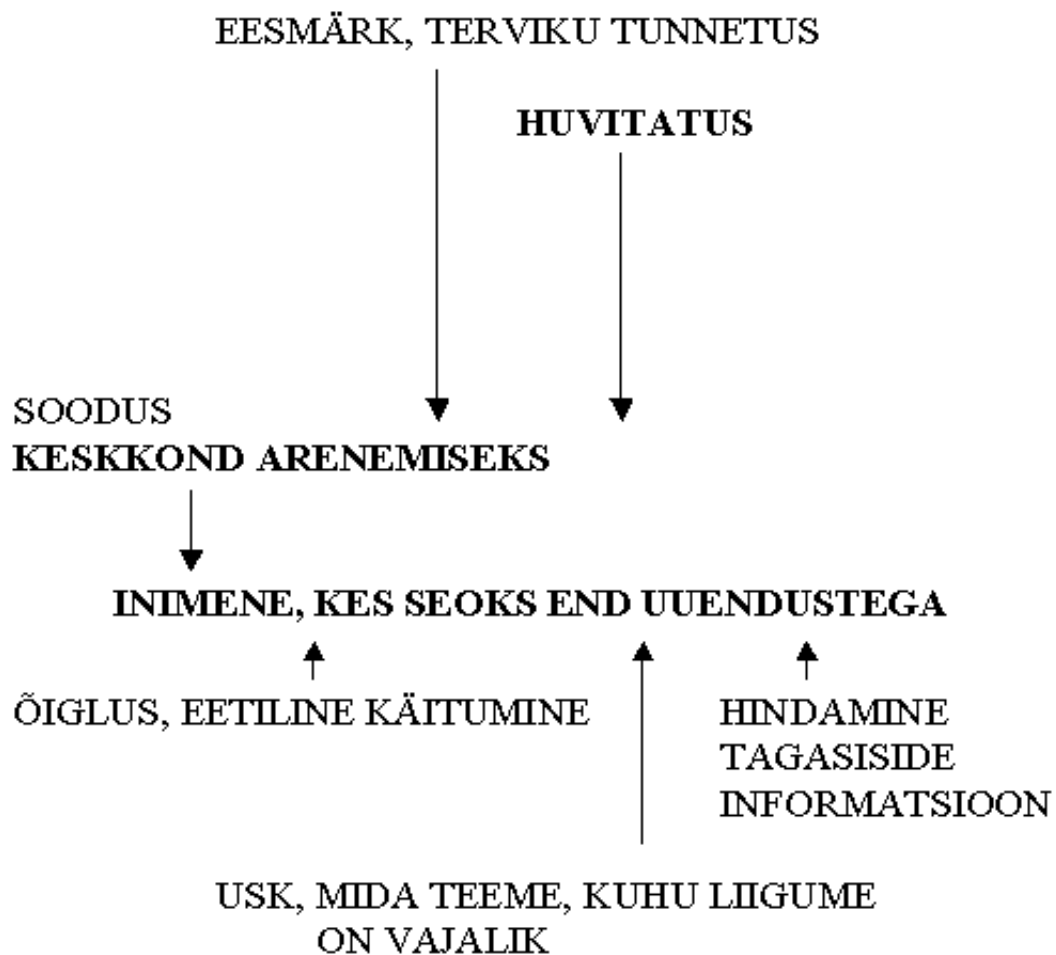 EESMÄRK, TERVIKU TUNNETUS
HUVITATUS
SOODUS
KESKKOND ARENEMISEKS
INIMENE, KES SEOKS END UUENDUSTEGA
ÕIGLUS, EETILINE KÄITUMINE
HINDAMINE
TAGASISIDE
INFORMATSIOON
USK, MIDA TEEME, KUHU LIIGUME
ON VAJALIK